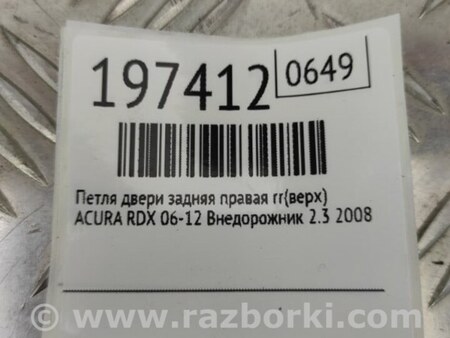 197412 0649
Петля двери задняя правая rr(верх)
ACURA RDX 06-12 Внедорожник 2.3 2008
www.razborki.com